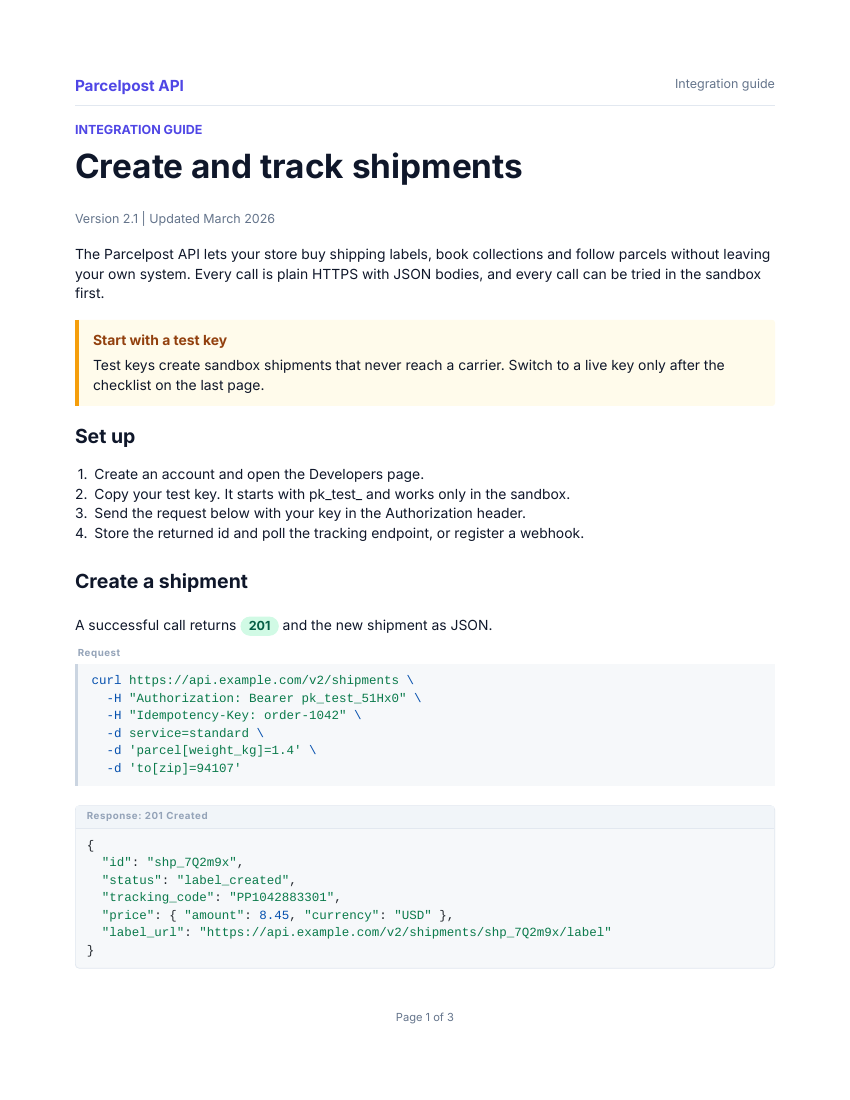 Parcelpost API
Integration guide
INTEGRATION GUIDE
Create and track shipments
Version 2.1 | Updated March 2026
The Parcelpost API lets your store buy shipping labels, book collections and follow parcels without leaving
your own system. Every call is plain HTTPS with JSON bodies, and every call can be tried in the sandbox
first.
Start with a test key
Test keys create sandbox shipments that never reach a carrier. Switch to a live key only after the
checklist on the last page.
Set up
1. Create an account and open the Developers page.
2. Copy your test key. It starts with pk_test_ and works only in the sandbox.
3. Send the request below with your key in the Authorization header.
4. Store the returned id and poll the tracking endpoint, or register a webhook.
Create a shipment
A successful call returns 201 and the new shipment as JSON.
Request
curl https://api.example.com/v2/shipments \
  -H "Authorization: Bearer pk_test_51Hx0" \
  -H "Idempotency-Key: order-1042" \
  -d service=standard \
  -d 'parcel[weight_kg]=1.4' \
  -d 'to[zip]=94107'
Response: 201 Created
{
  "id": "shp_7Q2m9x",
  "status": "label_created",
  "tracking_code": "PP1042883301",
  "price": { "amount": 8.45, "currency": "USD" },
  "label_url": "https://api.example.com/v2/shipments/shp_7Q2m9x/label"
}
Page 1 of 3